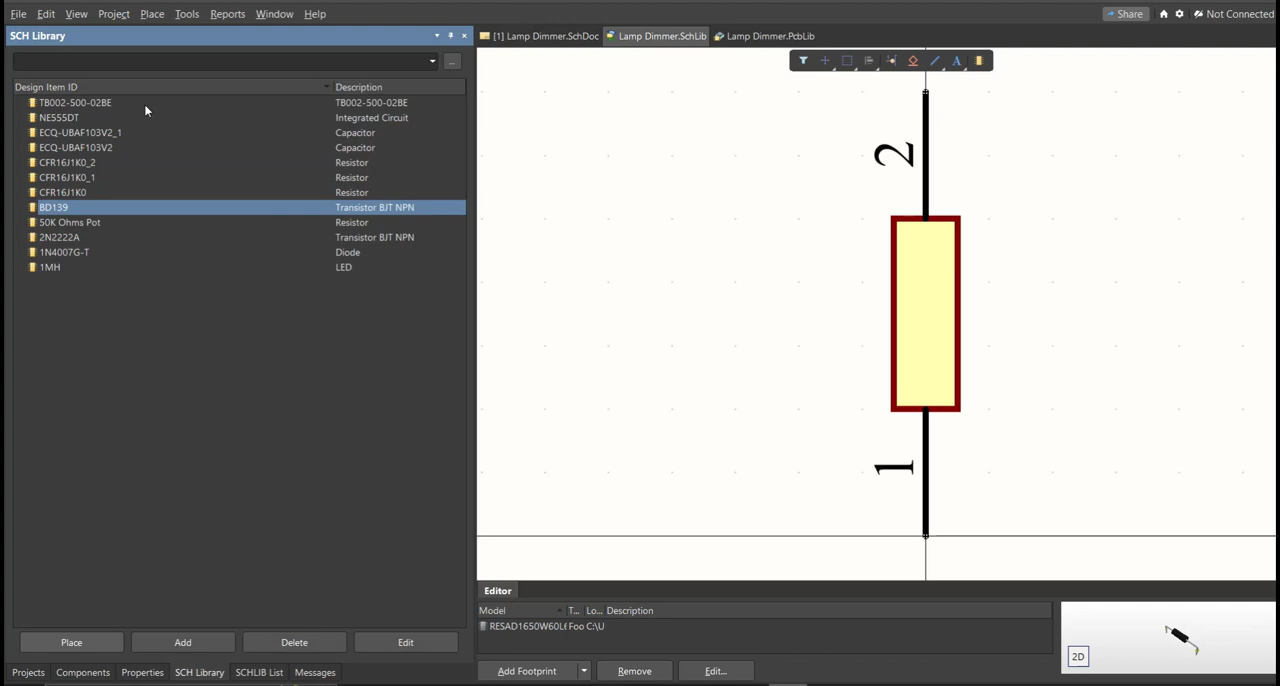 File Edit View Project Place Tools Reports Window Help Share Not Connected
SCH Library
[1] Lamp Dimmer.SchDoc Lamp Dimmer.SchLib Lamp Dimmer.PcbLib
...
Design Item ID Description
TB002-500-02BE TB002-500-02BE
NE555DT Integrated Circuit
ECQ-UBAF103V2_1 Capacitor
ECQ-UBAF103V2 Capacitor
CFR16J1K0_2 Resistor
CFR16J1K0_1 Resistor
CFR16J1K0 Resistor
BD139 Transistor BJT NPN
50K Ohms Pot Resistor
2N2222A Transistor BJT NPN
1N4007G-T Diode
1MH LED
A
2
1
Editor
Model T... Lo... Description
RESAD1650W60L( Foo C:\U
2D
Place Add Delete Edit
Add Footprint Remove Edit...
Projects Components Properties SCH Library SCHLIB List Messages